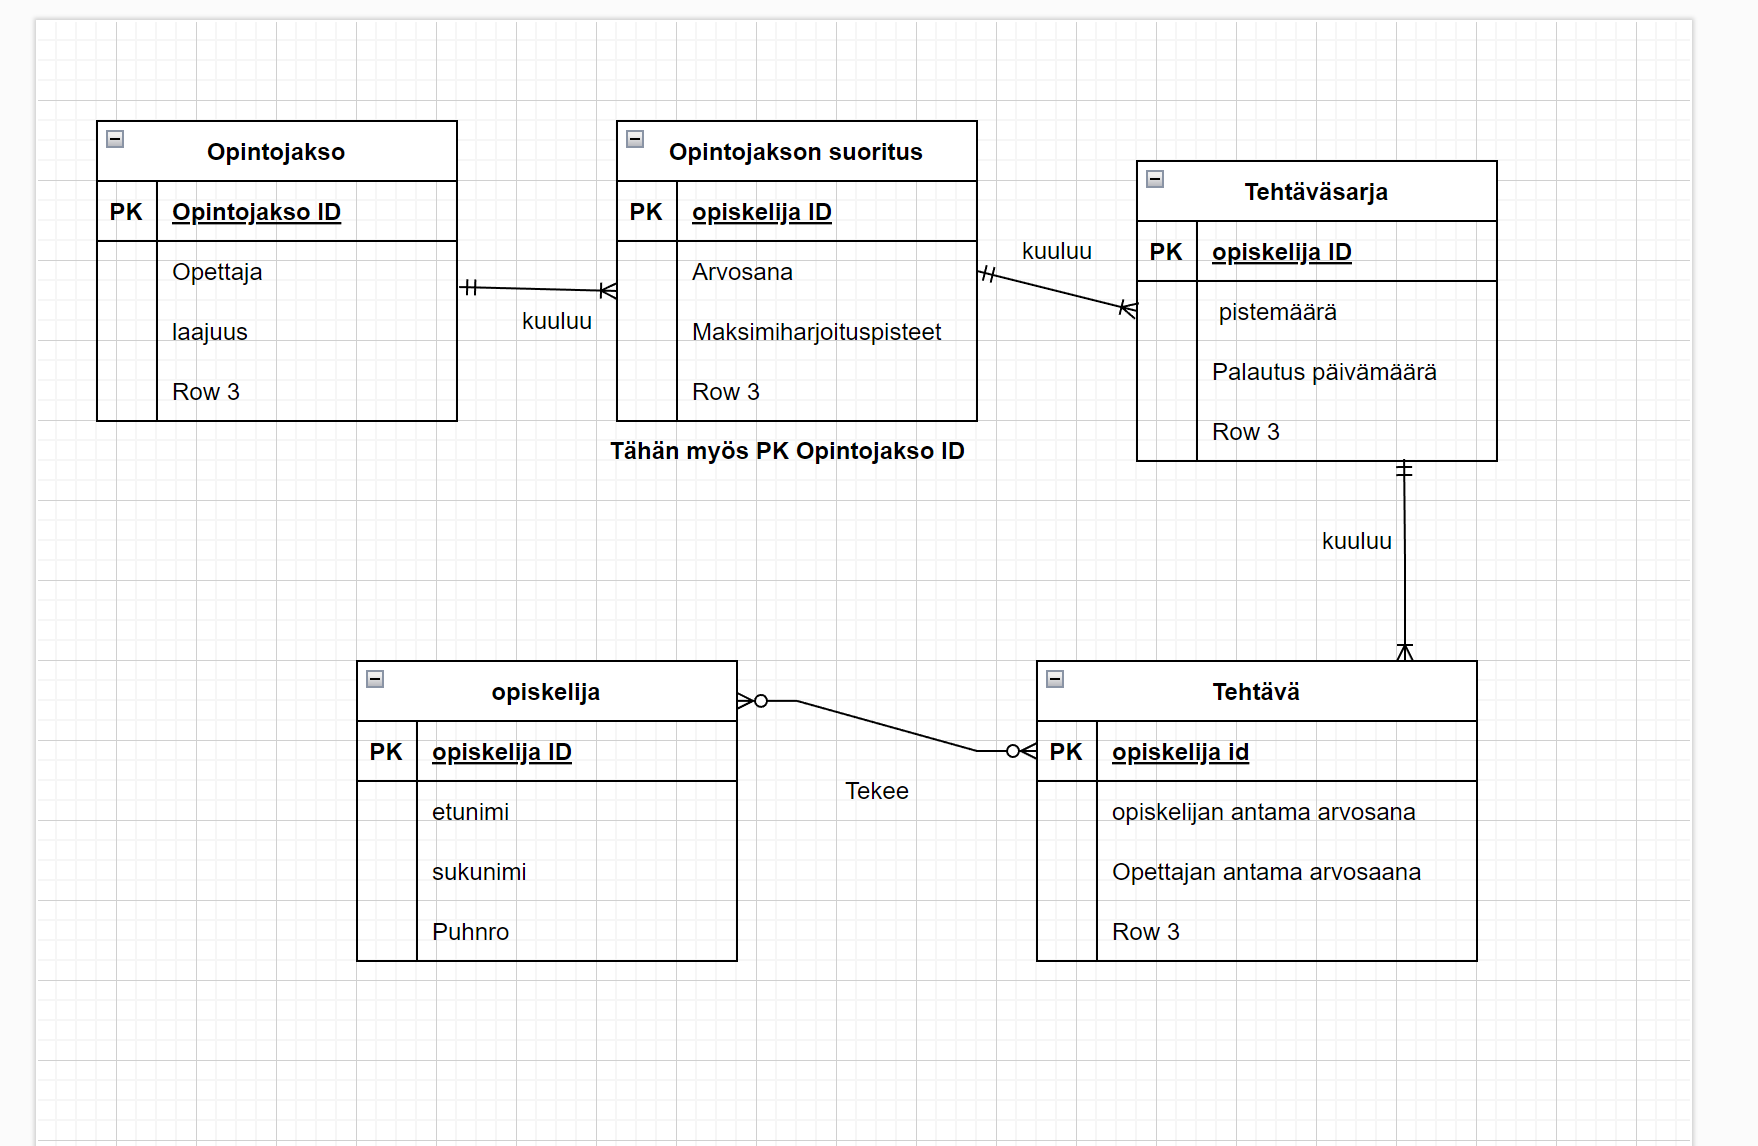 Opintojakso
PK Opintojakso ID
Opettaja
laajuus
Row 3
kuuluu
Opintojakson suoritus
PK opiskelija ID
Arvosana
Maksimiharjoituspisteet
Row 3
Tähän myös PK Opintojakso ID
kuuluu
Tehtäväsarja
PK opiskelija ID
pistemäärä
Palautus päivämäärä
Row 3
kuuluu
opiskelija
PK opiskelija ID
etunimi
sukunimi
Puhnro
Tekee
Tehtävä
PK opiskelija id
opiskelijan antama arvosana
Opettajan antama arvosaana
Row 3